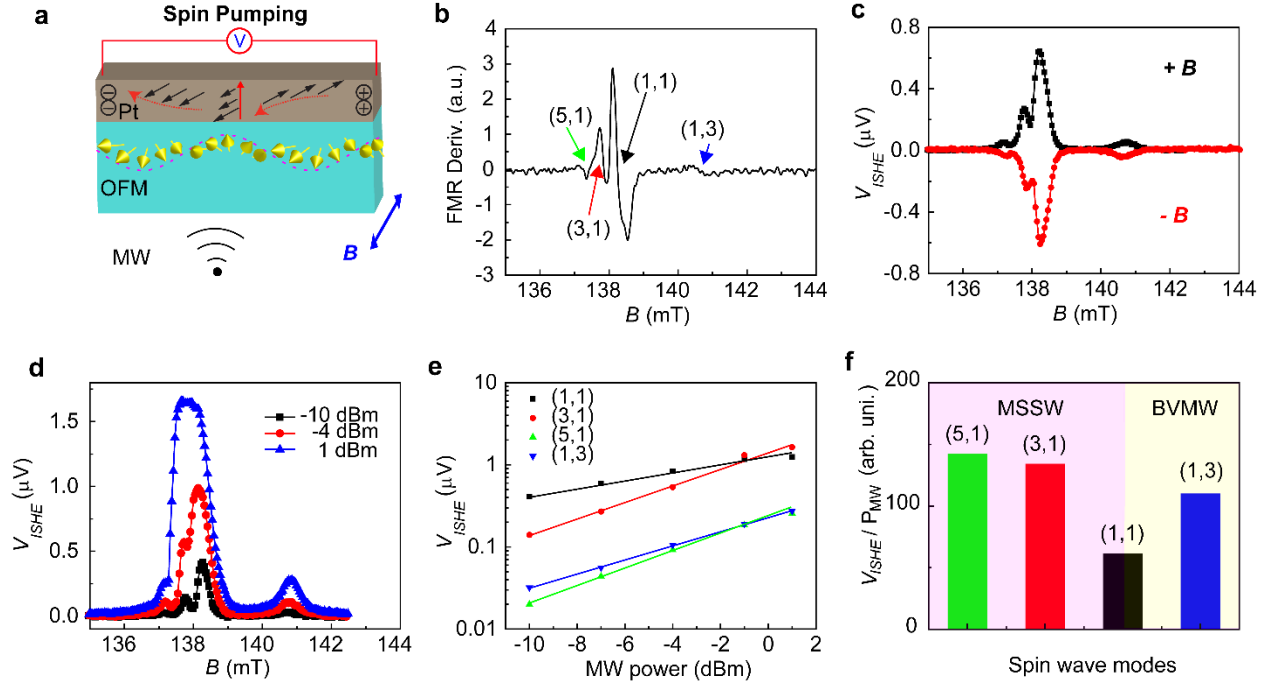 a
Spin Pumping
V
Pt
OFM
MW
B
b
FMR Deriv. (a.u.)
4
3
2
1
0
-1
-2
-3
(5,1)
(3,1)
(1,1)
(1,3)
136 138 140 142 144
B (mT)
c
V_ISHE (µV)
0.8
0.4
0.0
-0.4
-0.8
+ B
- B
136 138 140 142 144
B (mT)
d
V_ISHE (µV)
1.5
1.0
0.5
0.0
-10 dBm
-4 dBm
1 dBm
136 138 140 142 144
B (mT)
e
V_ISHE (µV)
10
1
0.1
0.01
(1,1)
(3,1)
(5,1)
(1,3)
-10 -8 -6 -4 -2 0 2
MW power (dBm)
f
V_ISHE / P_MW (arb. uni.)
200
100
0
MSSW
BVMW
(5,1)
(3,1)
(1,1)
(1,3)
Spin wave modes